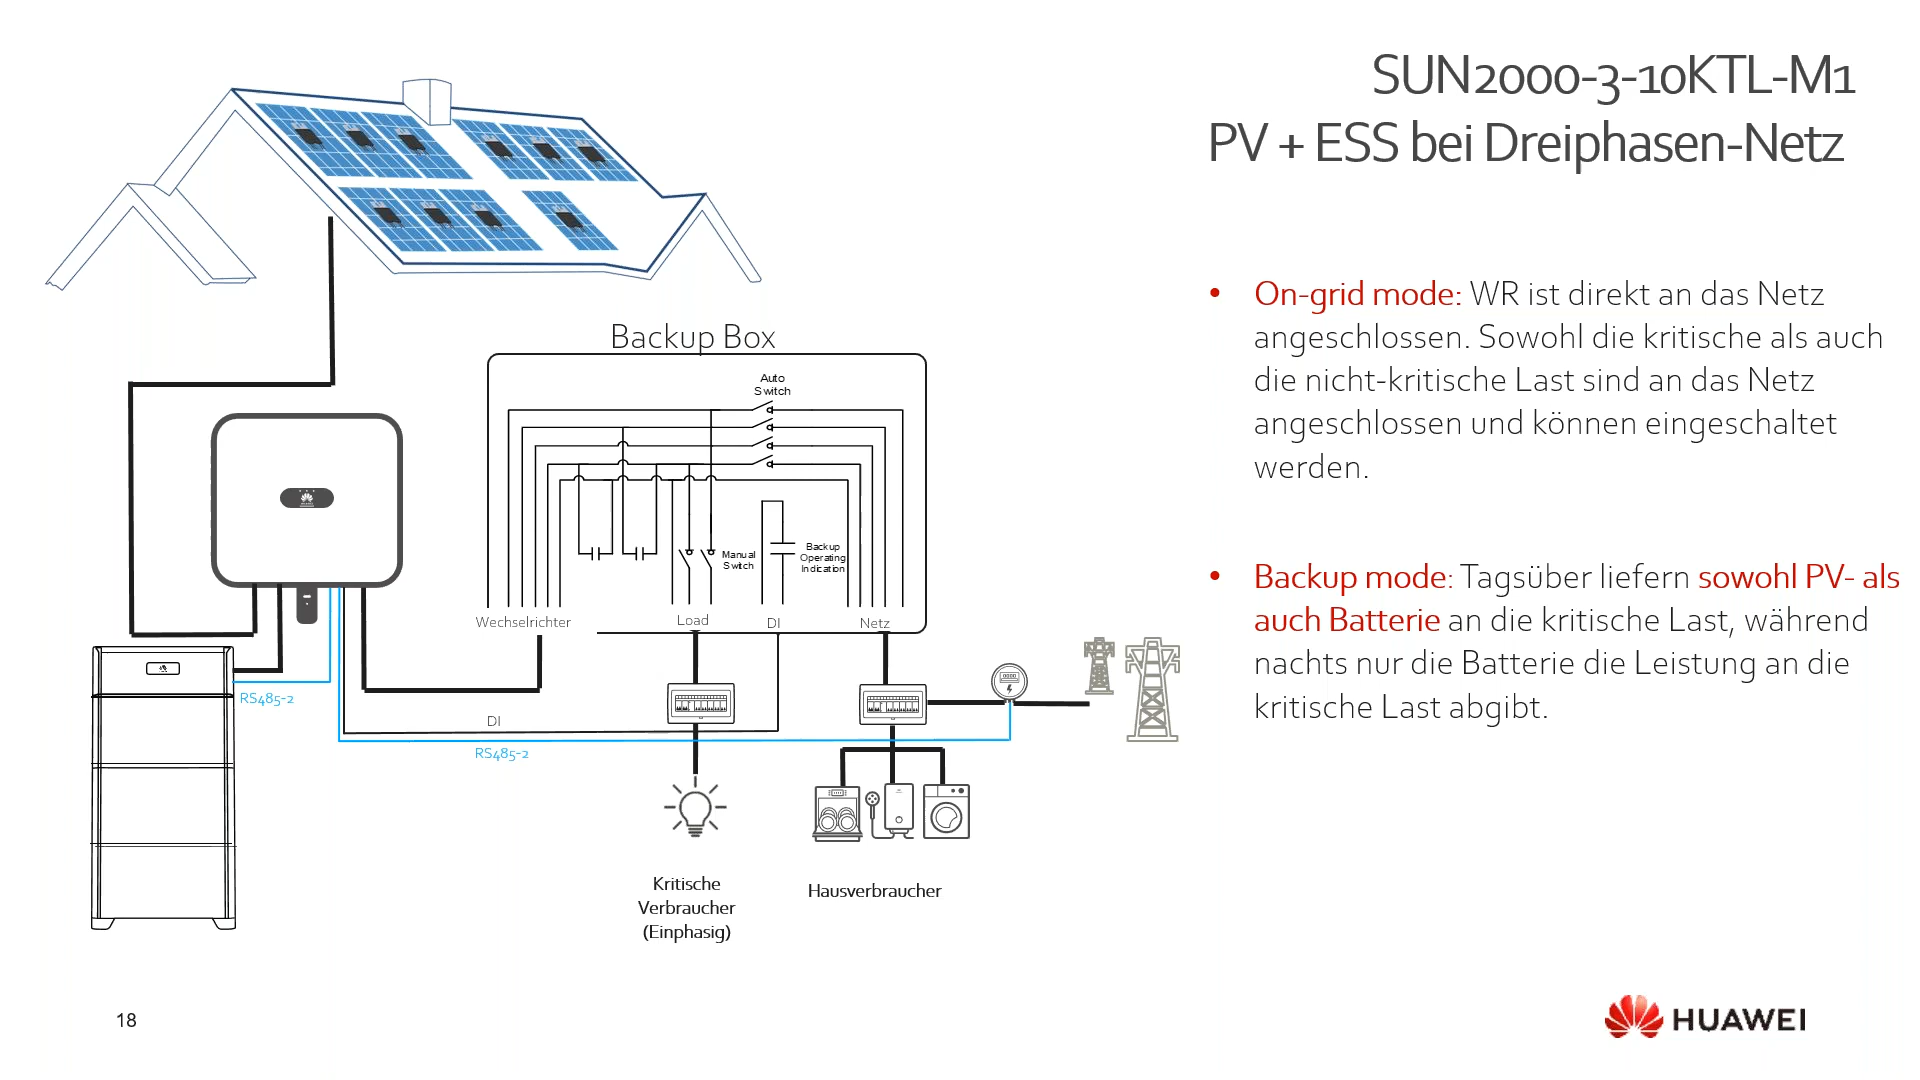 SUN2000-3-10KTL-M1
PV + ESS bei Dreiphasen-Netz
• On-grid mode: WR ist direkt an das Netz
angeschlossen. Sowohl die kritische als auch
die nicht-kritische Last sind an das Netz
angeschlossen und können eingeschaltet
werden.
• Backup mode: Tagsüber liefern sowohl PV- als
auch Batterie an die kritische Last, während
nachts nur die Batterie die Leistung an die
kritische Last abgibt.
Backup Box
Auto
Switch
Manual
Switch
Backup
Operating
Indication
Wechselrichter
Load
DI
Netz
RS485-2
DI
RS485-2
Kritische
Verbraucher
(Einphasig)
Hausverbraucher
18
HUAWEI